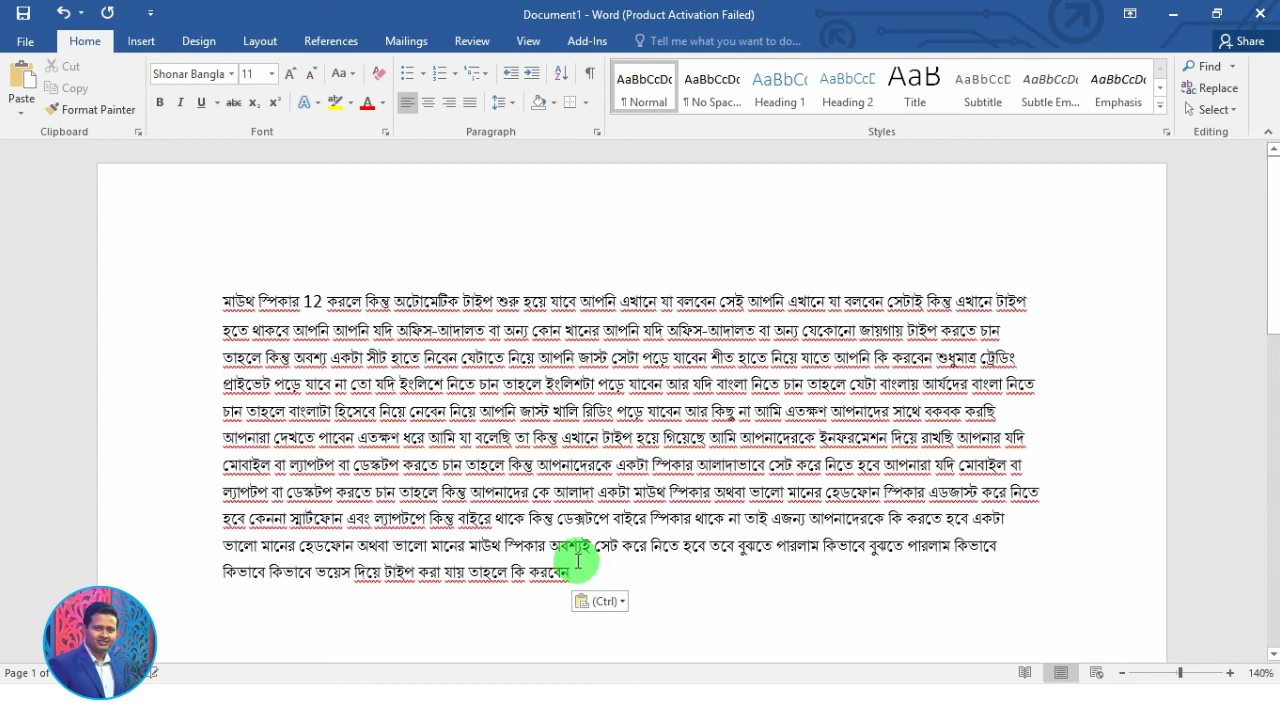 Document1 - Word (Product Activation Failed)
File Home Insert Design Layout References Mailings Review View Add-Ins Tell me what you want to do... Share
Paste Cut Copy Format Painter
Shonar Bangla 11 Aa
B I U abc X₂ X² A A
AaBbCcDc AaBbCcDc AaBbCc AaBbCcD AaB AaBbCcD AaBbCcDc AaBbCcDc
¶ Normal ¶ No Spac... Heading 1 Heading 2 Title Subtitle Subtle Em... Emphasis
Find Replace Select
Clipboard Font Paragraph Styles Editing
মাউথ স্পিকার 12 করলে কিন্তু অটোমেটিক টাইপ শুরু হয়ে যাবে আপনি এখানে যা বলবেন সেই আপনি এখানে যা বলবেন সেটাই কিন্তু এখানে টাইপ
হতে থাকবে আপনি আপনি যদি অফিস-আদালত বা অন্য কোন খানের আপনি যদি অফিস-আদালত বা অন্য যেকোনো জায়গায় টাইপ করতে চান
তাহলে কিন্তু অবশ্য একটা সীট হাতে নিবেন যেটাতে নিয়ে আপনি জাস্ট সেটা পড়ে যাবেন শীত হাতে নিয়ে যাতে আপনি কি করবেন শুধুমাত্র ট্রেডিং
প্রাইভেট পড়ে যাবে না তো যদি ইংলিশে নিতে চান তাহলে ইংলিশটা পড়ে যাবেন আর যদি বাংলা নিতে চান তাহলে যেটা বাংলায় আর্যদের বাংলা নিতে
চান তাহলে বাংলাটা হিসেবে নিয়ে নেবেন নিয়ে আপনি জাস্ট খালি রিডিং পড়ে যাবেন আর কিছু না আমি এতক্ষণ আপনাদের সাথে বকবক করছি
আপনারা দেখতে পাবেন এতক্ষণ ধরে আমি যা বলেছি তা কিন্তু এখানে টাইপ হয়ে গিয়েছে আমি আপনাদেরকে ইনফরমেশন দিয়ে রাখছি আপনার যদি
মোবাইল বা ল্যাপটপ বা ডেস্কটপ করতে চান তাহলে কিন্তু আপনাদেরকে একটা স্পিকার আলাদাভাবে সেট করে নিতে হবে আপনারা যদি মোবাইল বা
ল্যাপটপ বা ডেস্কটপ করতে চান তাহলে কিন্তু আপনাদের কে আলাদা একটা মাউথ স্পিকার অথবা ভালো মানের হেডফোন স্পিকার এডজাস্ট করে নিতে
হবে কেননা স্মার্টফোন এবং ল্যাপটপে কিন্তু বাইরে থাকে কিন্তু ডেক্সটপে বাইরে স্পিকার থাকে না তাই এজন্য আপনাদেরকে কি করতে হবে একটা
ভালো মানের হেডফোন অথবা ভালো মানের মাউথ স্পিকার অবশ্যই সেট করে নিতে হবে তবে বুঝতে পারলাম কিভাবে বুঝতে পারলাম কিভাবে
কিভাবে কিভাবে ভয়েস দিয়ে টাইপ করা যায় তাহলে কি করবেন
(Ctrl)
Page 1 of
140%